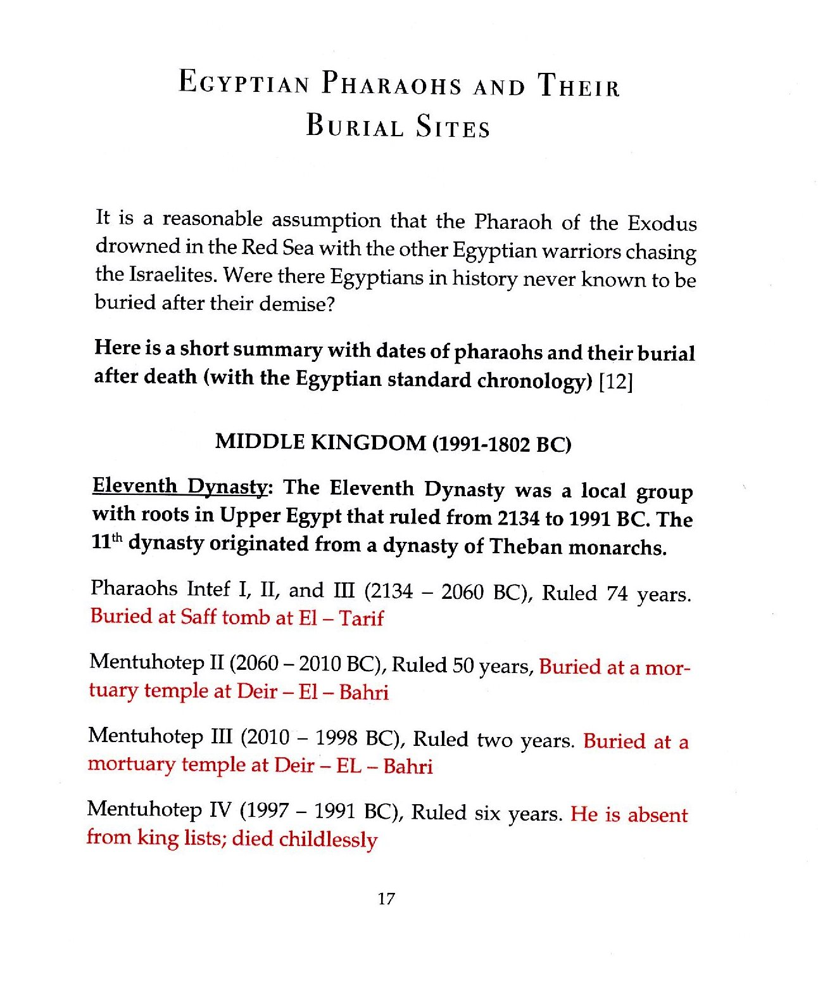 Egyptian Pharaohs and Their
Burial Sites
It is a reasonable assumption that the Pharaoh of the Exodus
drowned in the Red Sea with the other Egyptian warriors chasing
the Israelites. Were there Egyptians in history never known to be
buried after their demise?
Here is a short summary with dates of pharaohs and their burial
after death (with the Egyptian standard chronology) [12]
MIDDLE KINGDOM (1991-1802 BC)
Eleventh Dynasty: The Eleventh Dynasty was a local group
with roots in Upper Egypt that ruled from 2134 to 1991 BC. The
11th dynasty originated from a dynasty of Theban monarchs.
Pharaohs Intef I, II, and III (2134 – 2060 BC), Ruled 74 years.
Buried at Saff tomb at El – Tarif
Mentuhotep II (2060 – 2010 BC), Ruled 50 years, Buried at a mor-
tuary temple at Deir – El – Bahri
Mentuhotep III (2010 – 1998 BC), Ruled two years. Buried at a
mortuary temple at Deir – EL – Bahri
Mentuhotep IV (1997 – 1991 BC), Ruled six years. He is absent
from king lists; died childlessly
17